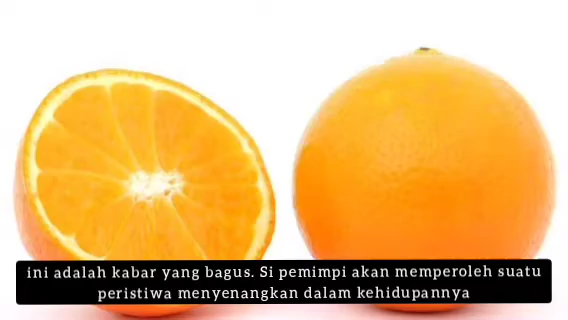 ini adalah kabar yang bagus. Si pemimpi akan memperoleh suatu
peristiwa menyenangkan dalam kehidupannya